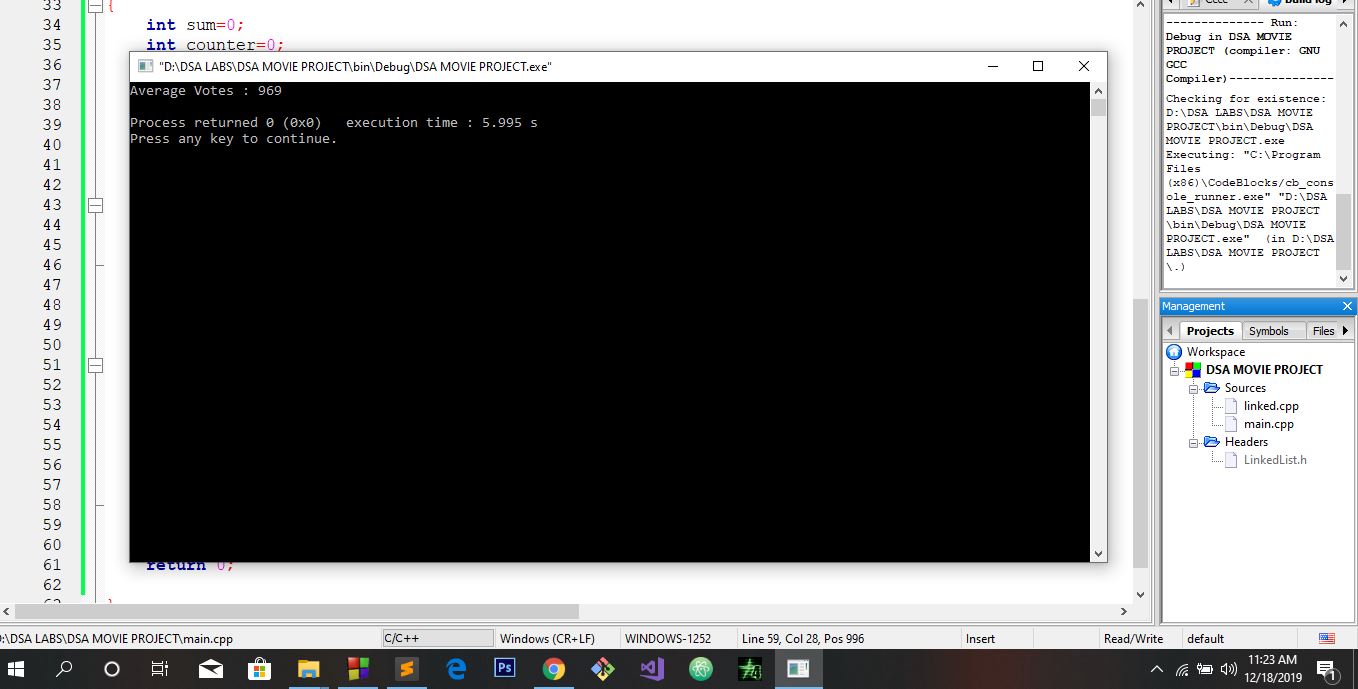 33 {
34 int sum=0;
35 int counter=0;
36
37
38
39
40
41
42
43
44
45
46
47
48
49
50
51
52
53
54
55
56
57
58
59
60
61 return 0;
62
"D:\DSA LABS\DSA MOVIE PROJECT\bin\Debug\DSA MOVIE PROJECT.exe"
Average Votes : 969
Process returned 0 (0x0)   execution time : 5.995 s
Press any key to continue.
Cccc
Build log
-------------- Run:
Debug in DSA MOVIE
PROJECT (compiler: GNU
GCC
Compiler)---------------
Checking for existence:
D:\DSA LABS\DSA MOVIE
PROJECT\bin\Debug\DSA
MOVIE PROJECT.exe
Executing: "C:\Program
Files
(x86)\CodeBlocks/cb_cons
ole_runner.exe" "D:\DSA
LABS\DSA MOVIE PROJECT
\bin\Debug\DSA MOVIE
PROJECT.exe"  (in D:\DSA
LABS\DSA MOVIE PROJECT
\.)
Management
Projects Symbols Files
Workspace
DSA MOVIE PROJECT
Sources
linked.cpp
main.cpp
Headers
LinkedList.h
:\DSA LABS\DSA MOVIE PROJECT\main.cpp C/C++ Windows (CR+LF) WINDOWS-1252 Line 59, Col 28, Pos 996 Insert Read/Write default
Ps
11:23 AM
12/18/2019
1